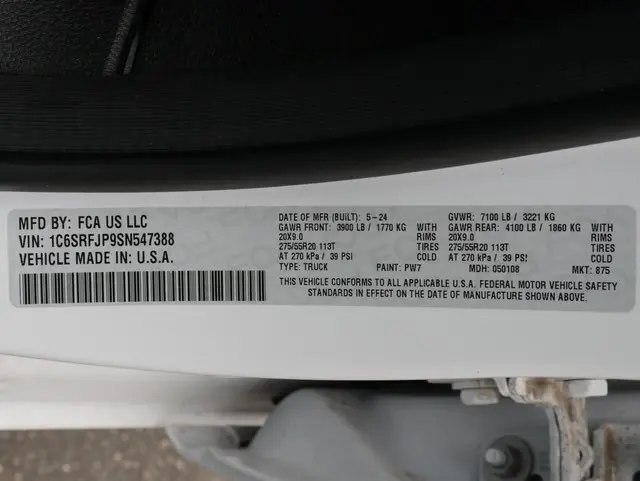 MFD BY: FCA US LLC
VIN: 1C6SRFJP9SN547388
VEHICLE MADE IN: U.S.A.
DATE OF MFR (BUILT): 5-24
GAWR FRONT: 3900 LB / 1770 KG WITH
20X9.0 RIMS
275/55R20 113T TIRES
AT 270 kPa / 39 PSI COLD
TYPE: TRUCK PAINT: PW7
GVWR: 7100 LB / 3221 KG
GAWR REAR: 4100 LB / 1860 KG WITH
20X9.0 RIMS
275/55R20 113T TIRES
AT 270 kPa / 39 PSI COLD
MDH: 050108 MKT: 875
THIS VEHICLE CONFORMS TO ALL APPLICABLE U.S.A. FEDERAL MOTOR VEHICLE SAFETY
STANDARDS IN EFFECT ON THE DATE OF MANUFACTURE SHOWN ABOVE.